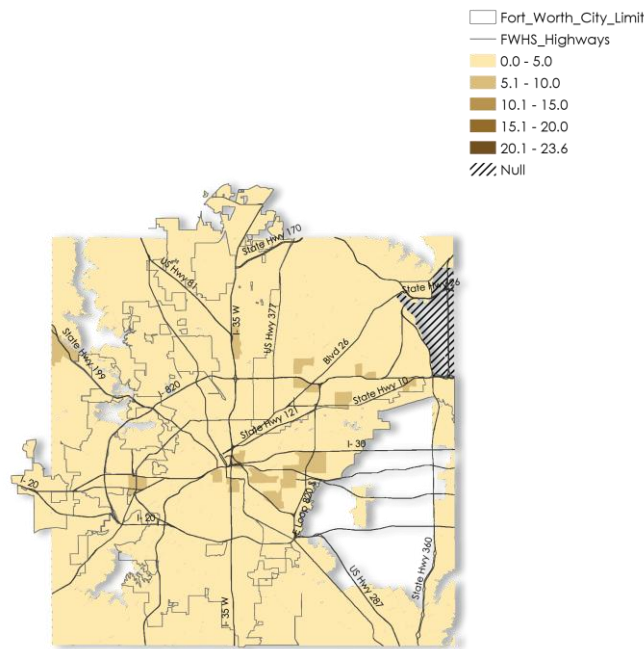 Fort_Worth_City_Limit
FWHS_Highways
0.0 - 5.0
5.1 - 10.0
10.1 - 15.0
15.1 - 20.0
20.1 - 23.6
Null
State Hwy 170
US Hwy 81
State Hwy 26
I- 35 W
US Hwy 377
Blvd 26
State Hwy 199
I- 820
State Hwy 10
State Hwy 121
I- 30
I- 20
E Loop 820 S
I- 20
State Hwy 360
US Hwy 287
I- 35 W